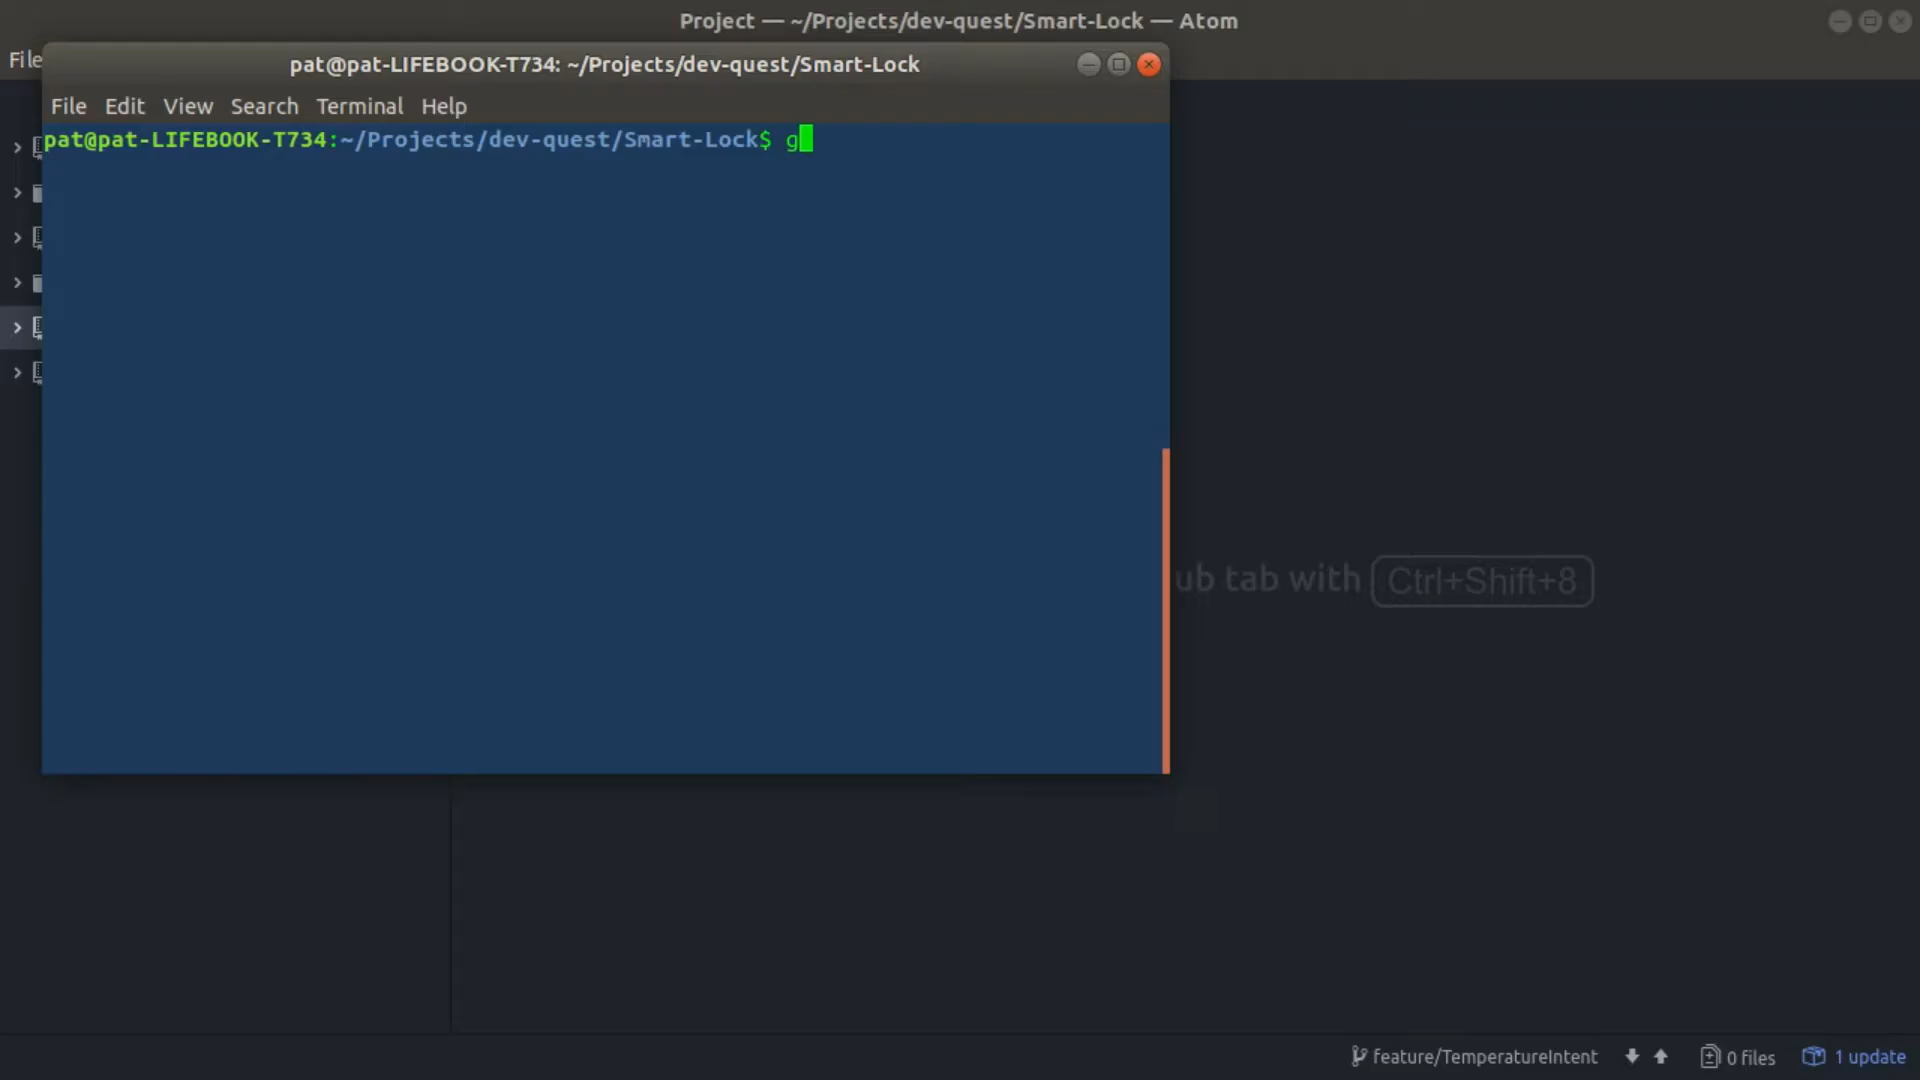 Project — ~/Projects/dev-quest/Smart-Lock — Atom
File
pat@pat-LIFEBOOK-T734: ~/Projects/dev-quest/Smart-Lock
File Edit View Search Terminal Help
pat@pat-LIFEBOOK-T734:~/Projects/dev-quest/Smart-Lock$ g
ub tab with Ctrl+Shift+8
feature/TemperatureIntent 0 files 1 update